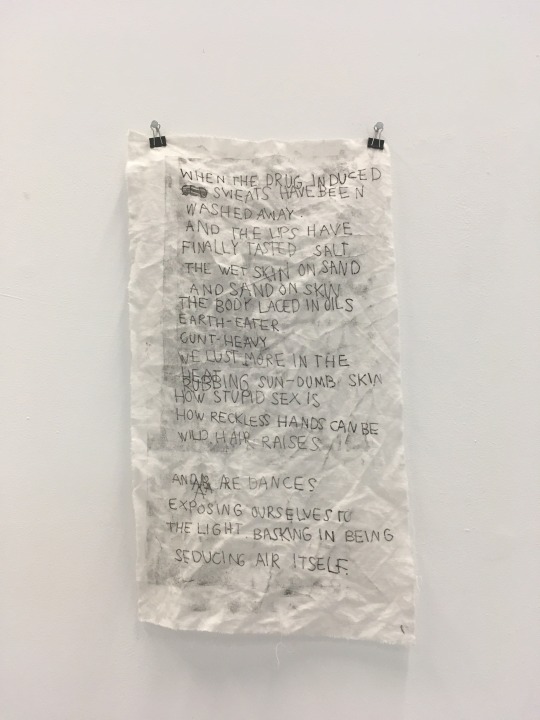 WHEN THE DRUG INDUCED
SWEATS HAVE BEEN
WASHED AWAY.
AND THE LIPS HAVE
FINALLY TASTED SALT
THE WET SKIN ON SAND
AND SAND ON SKIN
THE BODY LACED IN OILS
EARTH-EATER
CUNT-HEAVY
WE LUST MORE IN THE
HEAT
RUBBING SUN-DUMB SKIN
HOW STUPID SEX IS
HOW RECKLESS HANDS CAN BE
WILD HAIR RAISES
AND ARE DANCES
EXPOSING OURSELVES TO
THE LIGHT. BASKING IN BEING
SEDUCING AIR ITSELF.